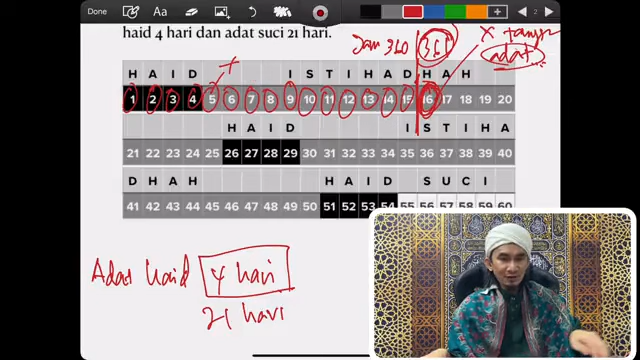 Done
2
haid 4 hari dan adat suci 21 hari.
Jam 360 361 X tanpa
adat
H A I D I S T I H A D H A H
1 2 3 4 5 6 7 8 9 10 11 12 13 14 15 16 17 18 19 20
H A I D I S T I H A
21 22 23 24 25 26 27 28 29 30 31 32 33 34 35 36 37 38 39 40
D H A H H A I D S U C I
41 42 43 44 45 46 47 48 49 50 51 52 53 54 55 56 57 58 59 60
Adat haid 4 hari
21 hari